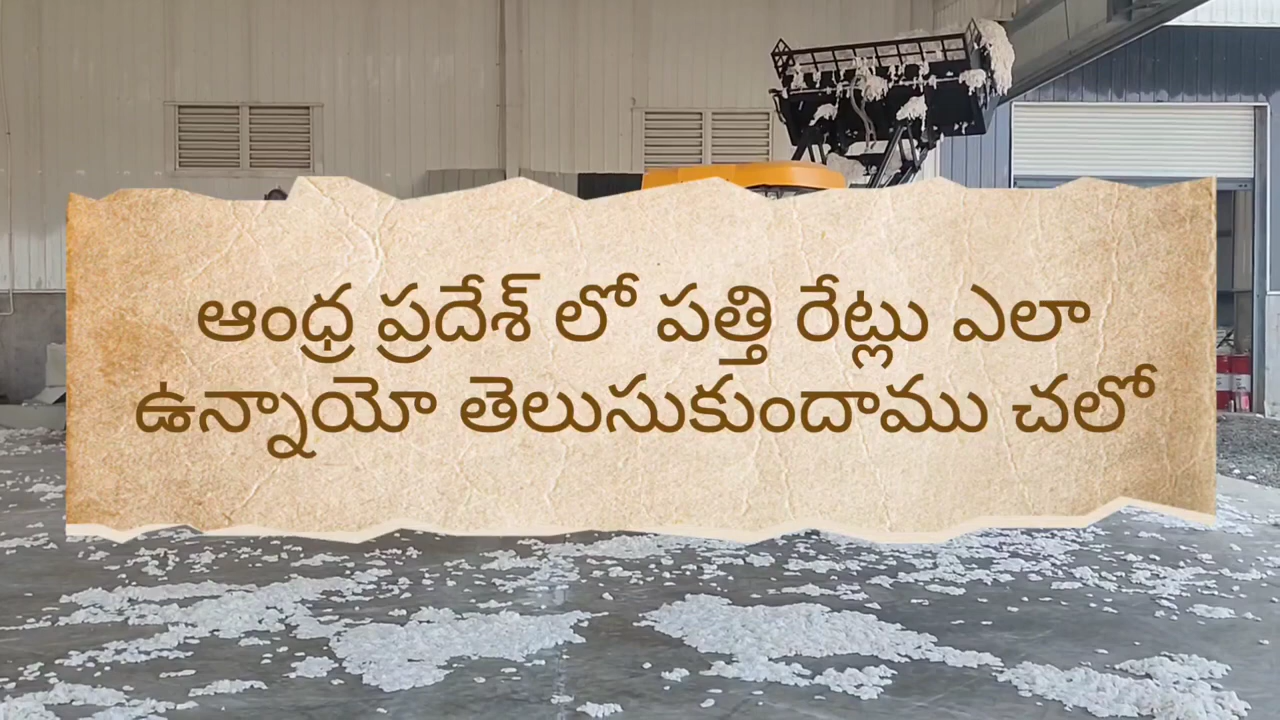 ఆంధ్ర ప్రదేశ్ లో పత్తి రేట్లు ఎలా
ఉన్నాయో తెలుసుకుందాము చలో